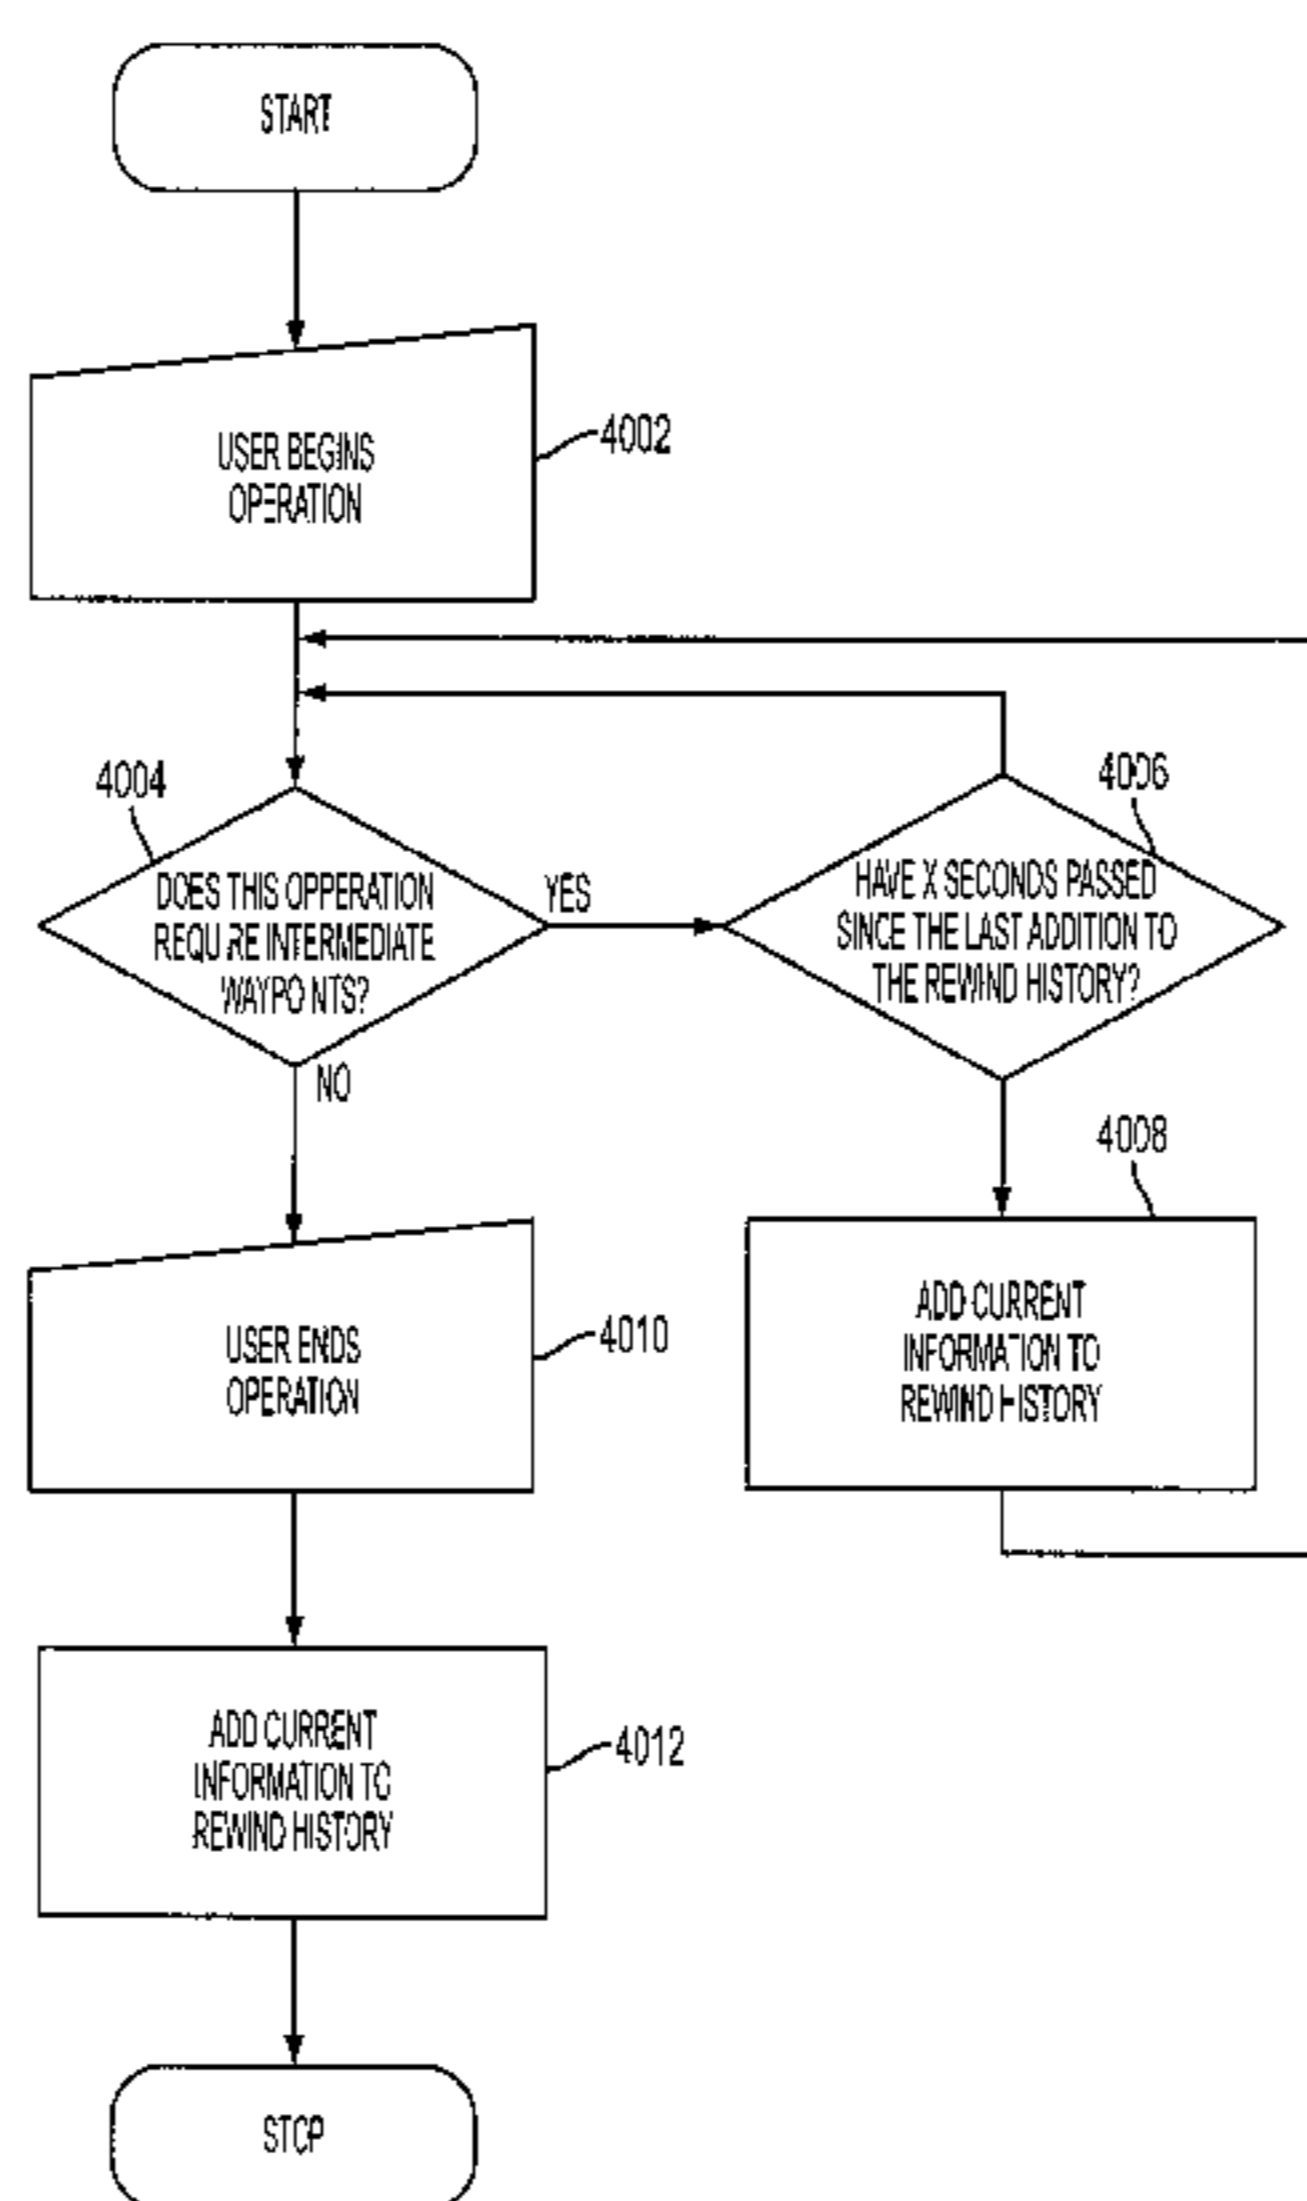 START
USER BEGINS
OPERATION
4002
4004
DOES THIS OPPERATION
REQUIRE INTERMEDIATE
WAYPOINTS?
YES
NO
4006
HAVE X SECONDS PASSED
SINCE THE LAST ADDITION TO
THE REWIND HISTORY?
4008
ADD CURRENT
INFORMATION TO
REWIND HISTORY
USER ENDS
OPERATION
4010
ADD CURRENT
INFORMATION TO
REWIND HISTORY
4012
STOP